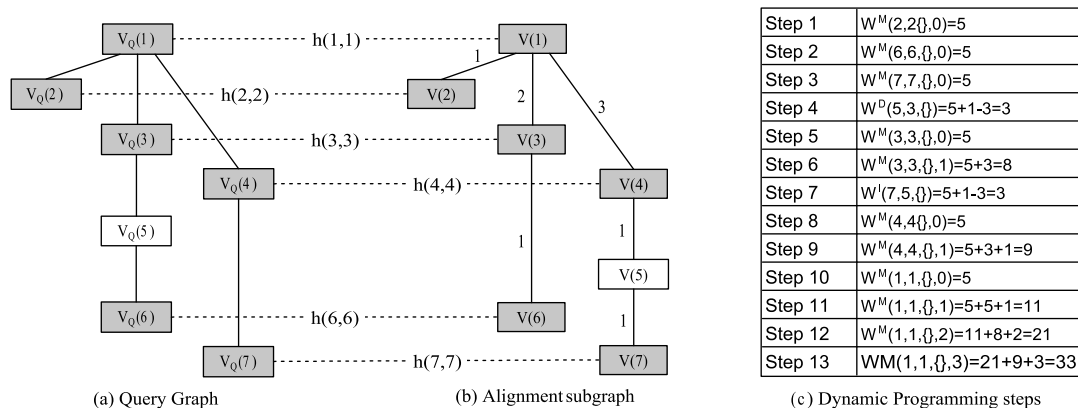 V_Q(1) h(1,1) V(1)
1
V_Q(2) h(2,2) V(2)
2 3
V_Q(3) h(3,3) V(3)
V_Q(4) h(4,4) V(4)
V_Q(5) 1 1
V(5)
V_Q(6) h(6,6) V(6) 1
V_Q(7) h(7,7) V(7)
(a) Query Graph
(b) Alignment subgraph
Step 1 W^M(2,2{},0)=5
Step 2 W^M(6,6,{},0)=5
Step 3 W^M(7,7,{},0)=5
Step 4 W^D(5,3,{})=5+1-3=3
Step 5 W^M(3,3,{},0)=5
Step 6 W^M(3,3,{},1)=5+3=8
Step 7 W^I(7,5,{})=5+1-3=3
Step 8 W^M(4,4{},0)=5
Step 9 W^M(4,4,{},1)=5+3+1=9
Step 10 W^M(1,1,{},0)=5
Step 11 W^M(1,1,{},1)=5+5+1=11
Step 12 W^M(1,1,{},2)=11+8+2=21
Step 13 WM(1,1,{},3)=21+9+3=33
(c) Dynamic Programming steps